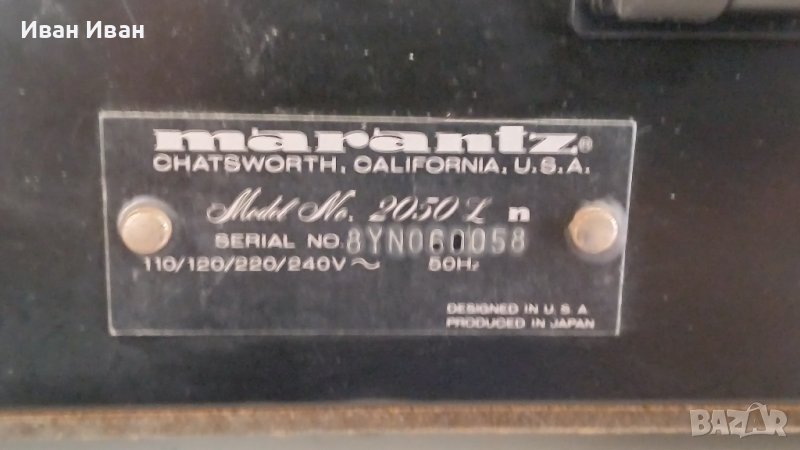 Иван Иван
marantz®
CHATSWORTH, CALIFORNIA, U.S.A.
Model No. 2050 L n
SERIAL NO. 8YN060058
110/120/220/240V ~ 50Hz
DESIGNED IN U.S.A.
PRODUCED IN JAPAN
BAZAR